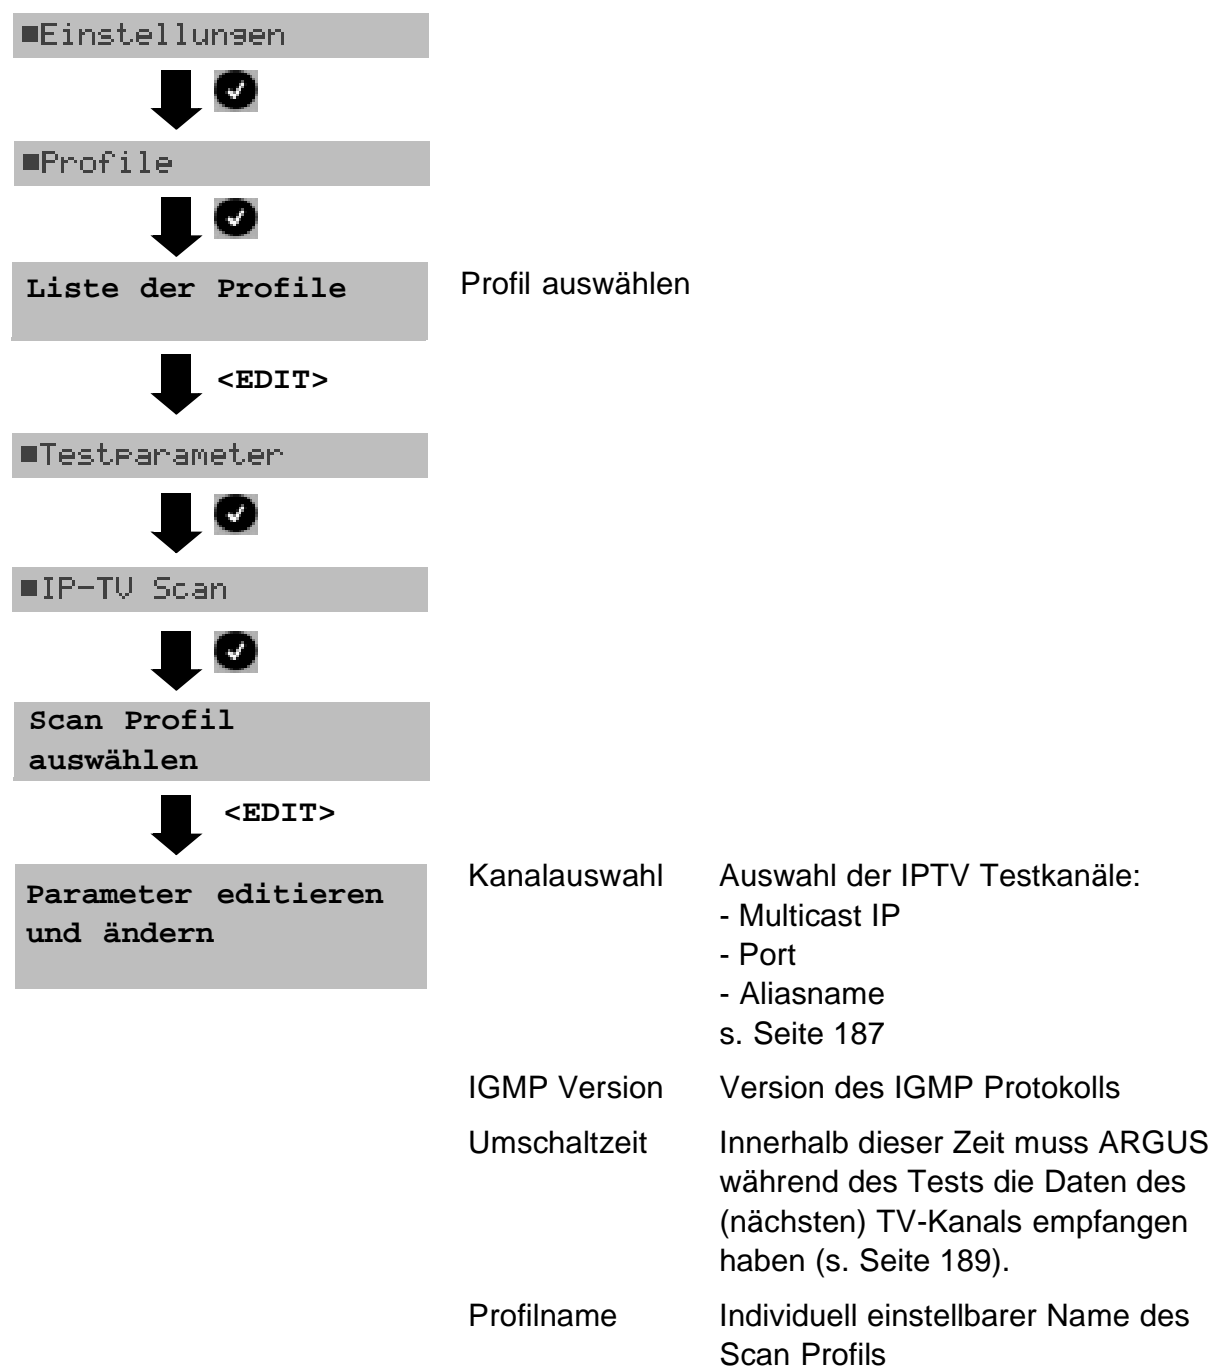 ■Einstellungen
■Profile
Liste der Profile
Profil auswählen
<EDIT>
■Testparameter
■IP-TV Scan
Scan Profil
auswählen
<EDIT>
Parameter editieren
und ändern
Kanalauswahl Auswahl der IPTV Testkanäle:
- Multicast IP
- Port
- Aliasname
s. Seite 187
IGMP Version Version des IGMP Protokolls
Umschaltzeit Innerhalb dieser Zeit muss ARGUS
während des Tests die Daten des
(nächsten) TV-Kanals empfangen
haben (s. Seite 189).
Profilname Individuell einstellbarer Name des
Scan Profils